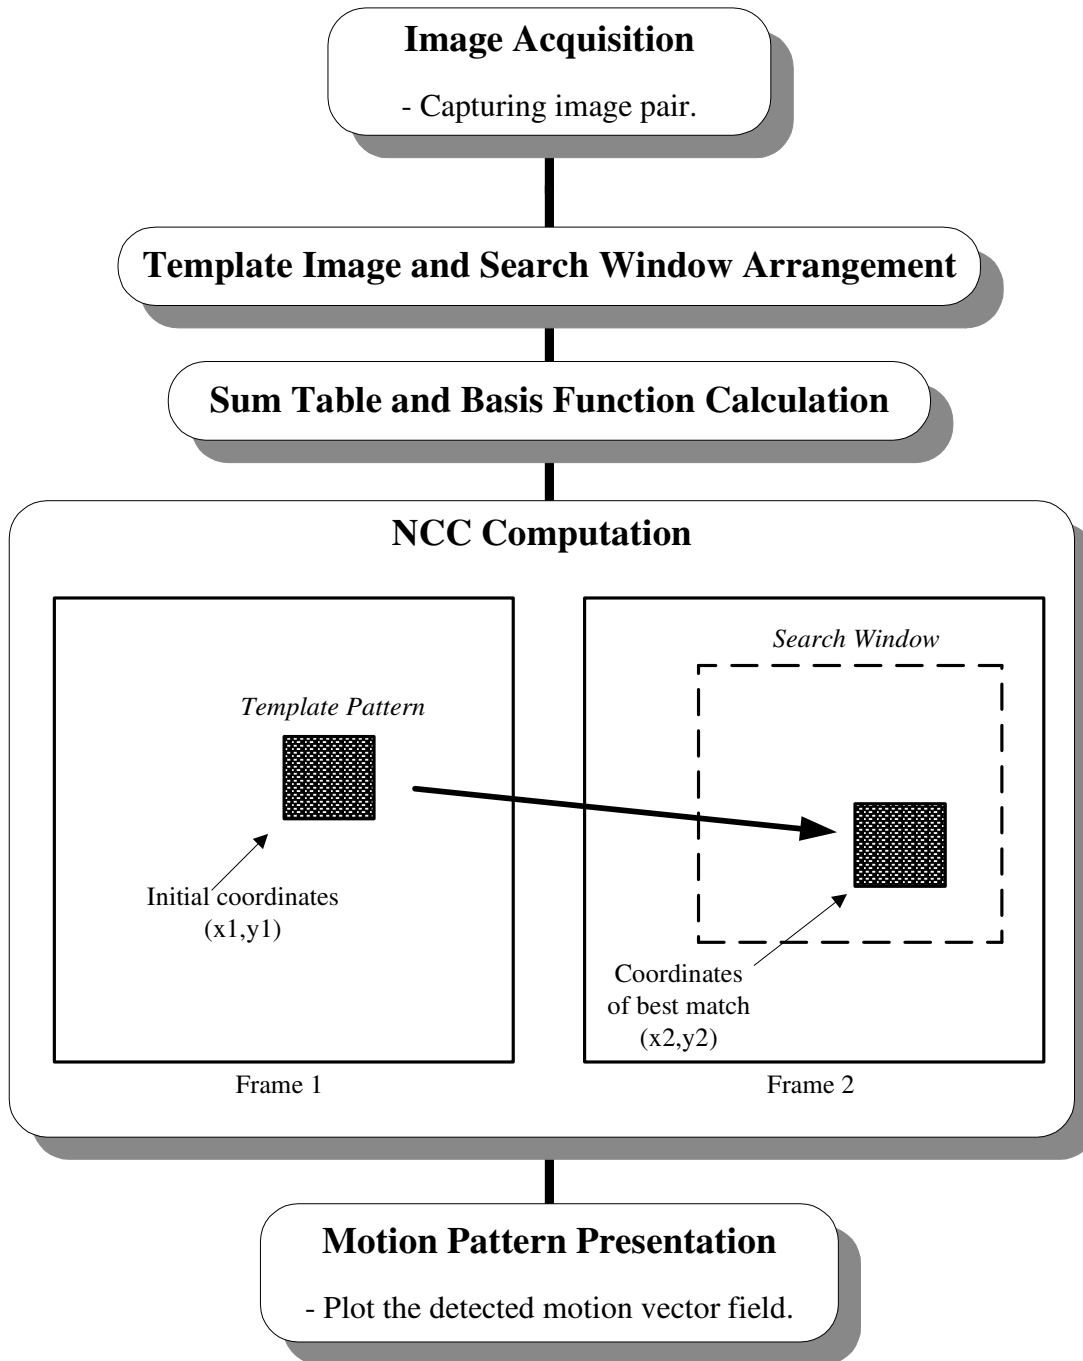 Image Acquisition
- Capturing image pair.
Template Image and Search Window Arrangement
Sum Table and Basis Function Calculation
NCC Computation
Template Pattern
Initial coordinates
(x1,y1)
Frame 1
Search Window
Coordinates
of best match
(x2,y2)
Frame 2
Motion Pattern Presentation
- Plot the detected motion vector field.